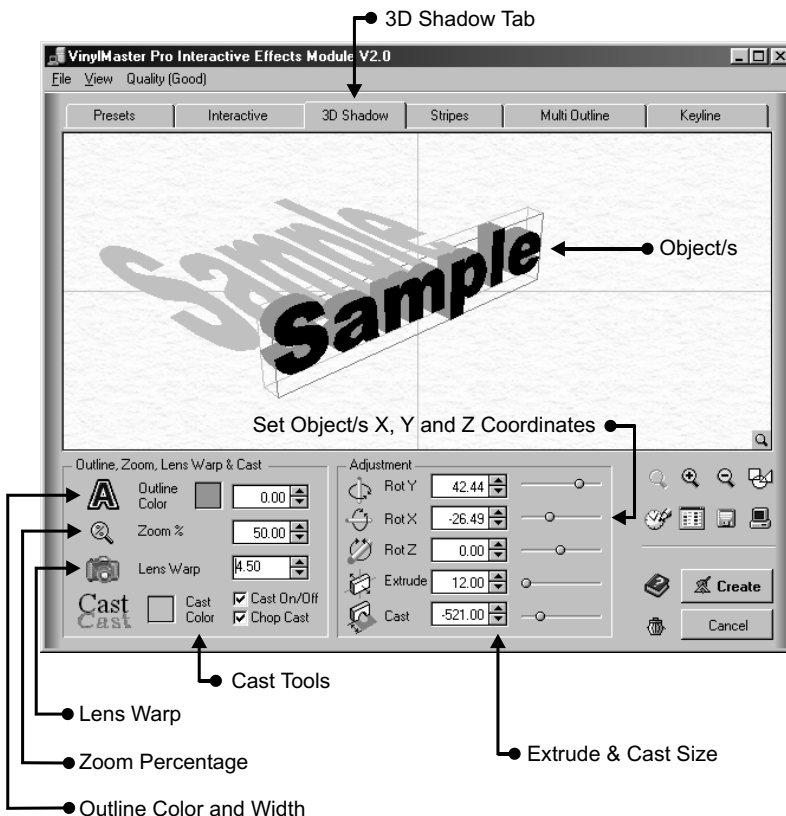 3D Shadow Tab
VinylMaster Pro Interactive Effects Module V2.0
File View Quality (Good)
Presets Interactive 3D Shadow Stripes Multi Outline Keyline
Sample
Sample
Object/s
Set Object/s X, Y and Z Coordinates
Outline, Zoom, Lens Warp & Cast
Outline Color 0.00
Zoom % 50.00
Lens Warp 4.50
Cast
Cast
Cast Color
Cast On/Off
Chop Cast
Adjustment
Rot Y 42.44
Rot X -26.49
Rot Z 0.00
Extrude 12.00
Cast -521.00
Create
Cancel
Cast Tools
Lens Warp
Zoom Percentage
Extrude & Cast Size
Outline Color and Width